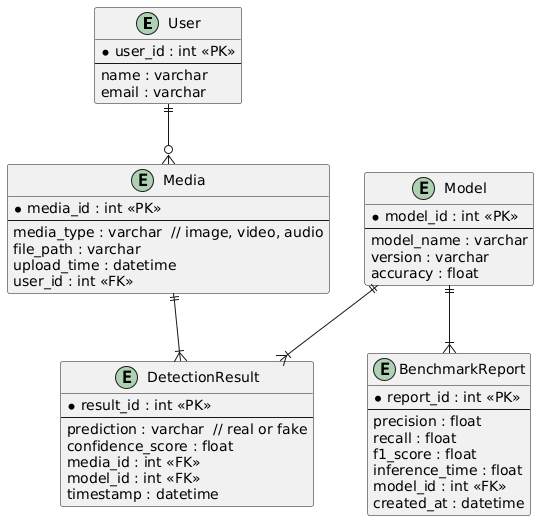 E User
* user_id : int «PK»
name : varchar
email : varchar
E Media
* media_id : int «PK»
media_type : varchar // image, video, audio
file_path : varchar
upload_time : datetime
user_id : int «FK»
E Model
* model_id : int «PK»
model_name : varchar
version : varchar
accuracy : float
E DetectionResult
* result_id : int «PK»
prediction : varchar // real or fake
confidence_score : float
media_id : int «FK»
model_id : int «FK»
timestamp : datetime
E BenchmarkReport
* report_id : int «PK»
precision : float
recall : float
f1_score : float
inference_time : float
model_id : int «FK»
created_at : datetime